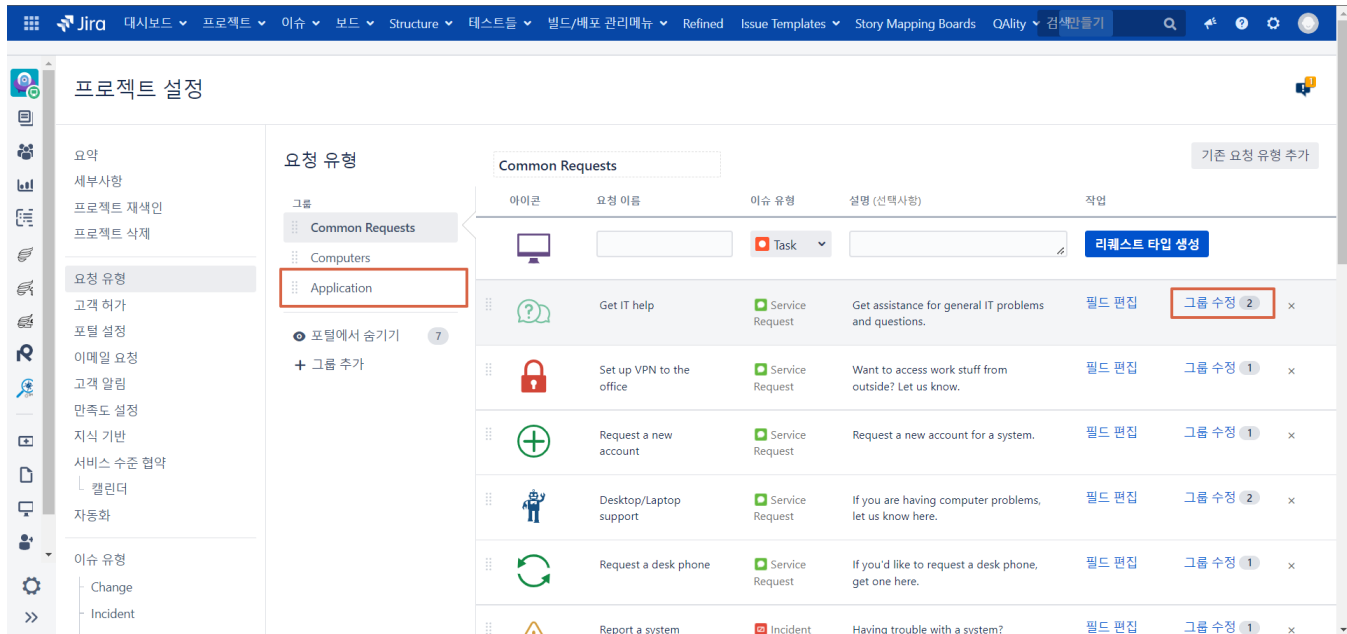 Jira 대시보드 프로젝트 이슈 보드 Structure 테스트들 빌드/배포 관리메뉴 Refined Issue Templates Story Mapping Boards QAlity 검색 만들기
프로젝트 설정
요약
세부사항
프로젝트 재색인
프로젝트 삭제
요청 유형
고객 허가
포털 설정
이메일 요청
고객 알림
만족도 설정
지식 기반
서비스 수준 협약
캘린더
자동화
이슈 유형
Change
Incident
요청 유형
그룹
Common Requests
Computers
Application
포털에서 숨기기 7
그룹 추가
Common Requests
기존 요청 유형 추가
아이콘 요청 이름 이슈 유형 설명 (선택사항) 작업
Task 리퀘스트 타입 생성
Get IT help
Service
Request
Get assistance for general IT problems
and questions.
필드 편집 그룹 수정 2 ×
Set up VPN to the
office
Service
Request
Want to access work stuff from
outside? Let us know.
필드 편집 그룹 수정 1 ×
Request a new
account
Service
Request
Request a new account for a system.
필드 편집 그룹 수정 1 ×
Desktop/Laptop
support
Service
Request
If you are having computer problems,
let us know here.
필드 편집 그룹 수정 2 ×
Request a desk phone
Service
Request
If you'd like to request a desk phone,
get one here.
필드 편집 그룹 수정 1 ×
Report a system
Incident
Having trouble with a system?
필드 편집 그룹 수정 1 ×